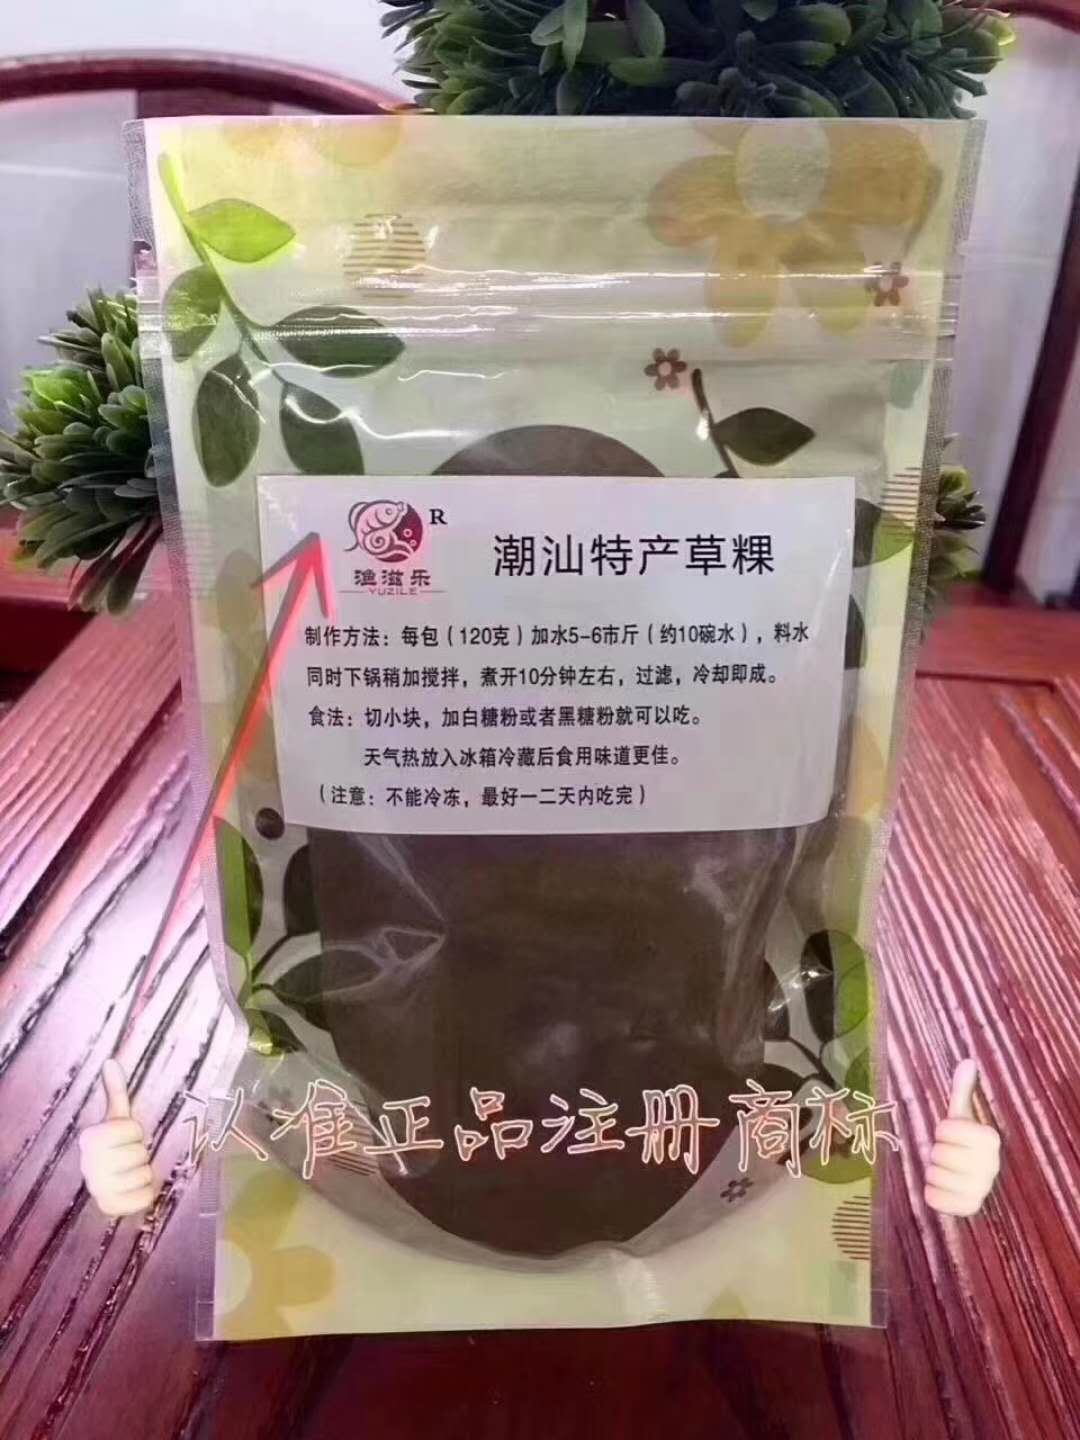 R
渔滋乐
YUZILE
潮汕特产草粿
制作方法：每包（120克）加水5-6市斤（约10碗水），料水
同时下锅稍加搅拌，煮开10分钟左右，过滤，冷却即成。
食法：切小块，加白糖粉或者黑糖粉就可以吃。
天气热放入冰箱冷藏后食用味道更佳。
（注意：不能冷冻，最好一二天内吃完）
认准正品注册商标